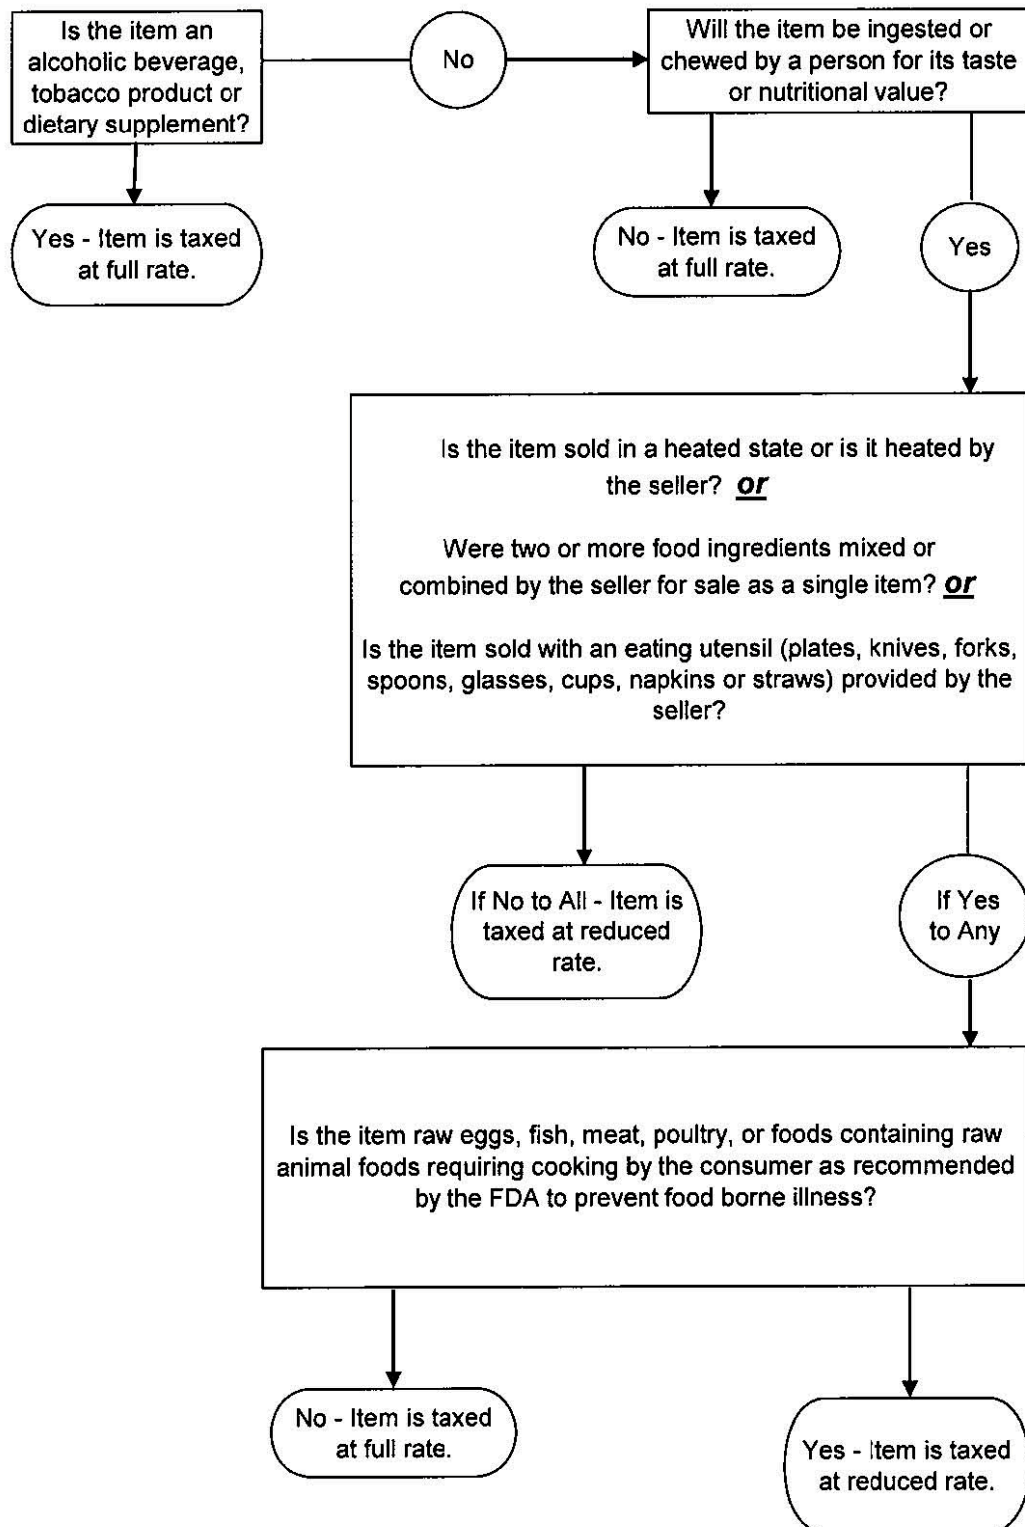 Is the item an
alcoholic beverage,
tobacco product or
dietary supplement?
No
Will the item be ingested or
chewed by a person for its taste
or nutritional value?
Yes - Item is taxed
at full rate.
No - Item is taxed
at full rate.
Yes
Is the item sold in a heated state or is it heated by
the seller? or
Were two or more food ingredients mixed or
combined by the seller for sale as a single item? or
Is the item sold with an eating utensil (plates, knives, forks,
spoons, glasses, cups, napkins or straws) provided by the
seller?
If No to All - Item is
taxed at reduced
rate.
If Yes
to Any
Is the item raw eggs, fish, meat, poultry, or foods containing raw
animal foods requiring cooking by the consumer as recommended
by the FDA to prevent food borne illness?
No - Item is taxed
at full rate.
Yes - Item is taxed
at reduced rate.